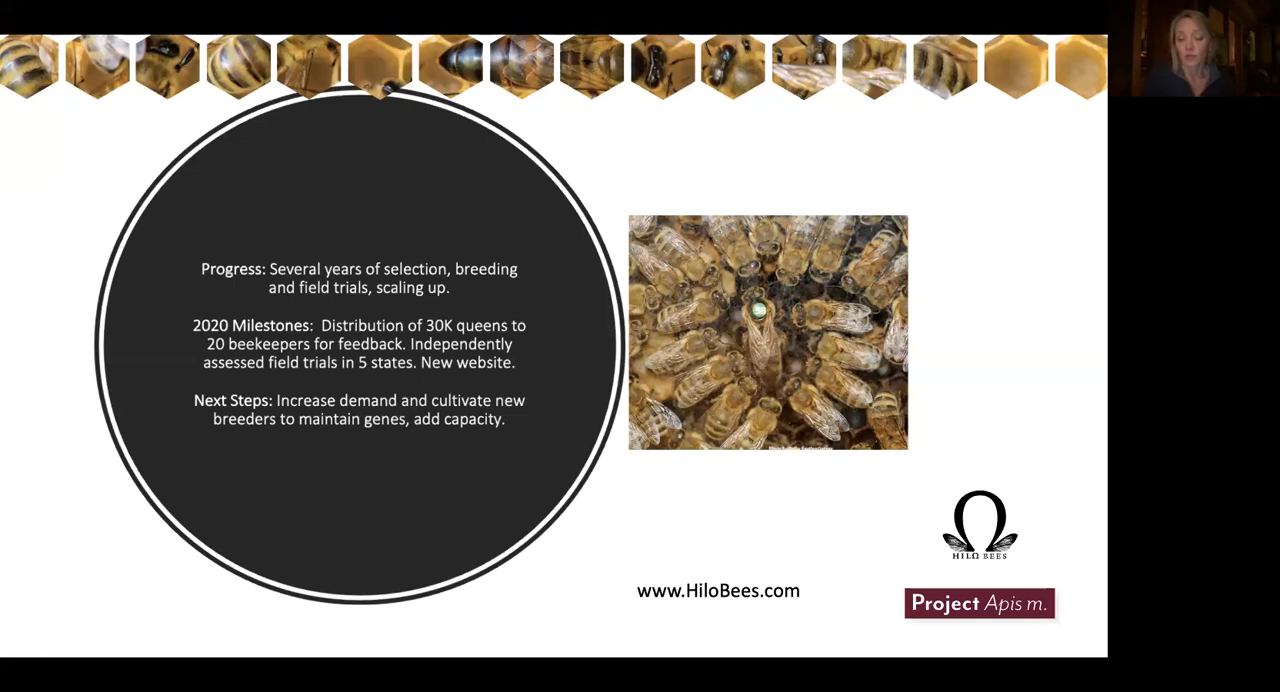 Progress: Several years of selection, breeding
and field trials, scaling up.
2020 Milestones: Distribution of 30K queens to
20 beekeepers for feedback. Independently
assessed field trials in 5 states. New website.
Next Steps: Increase demand and cultivate new
breeders to maintain genes, add capacity.
www.HiloBees.com
HILΩ BEES
Project Apis m.